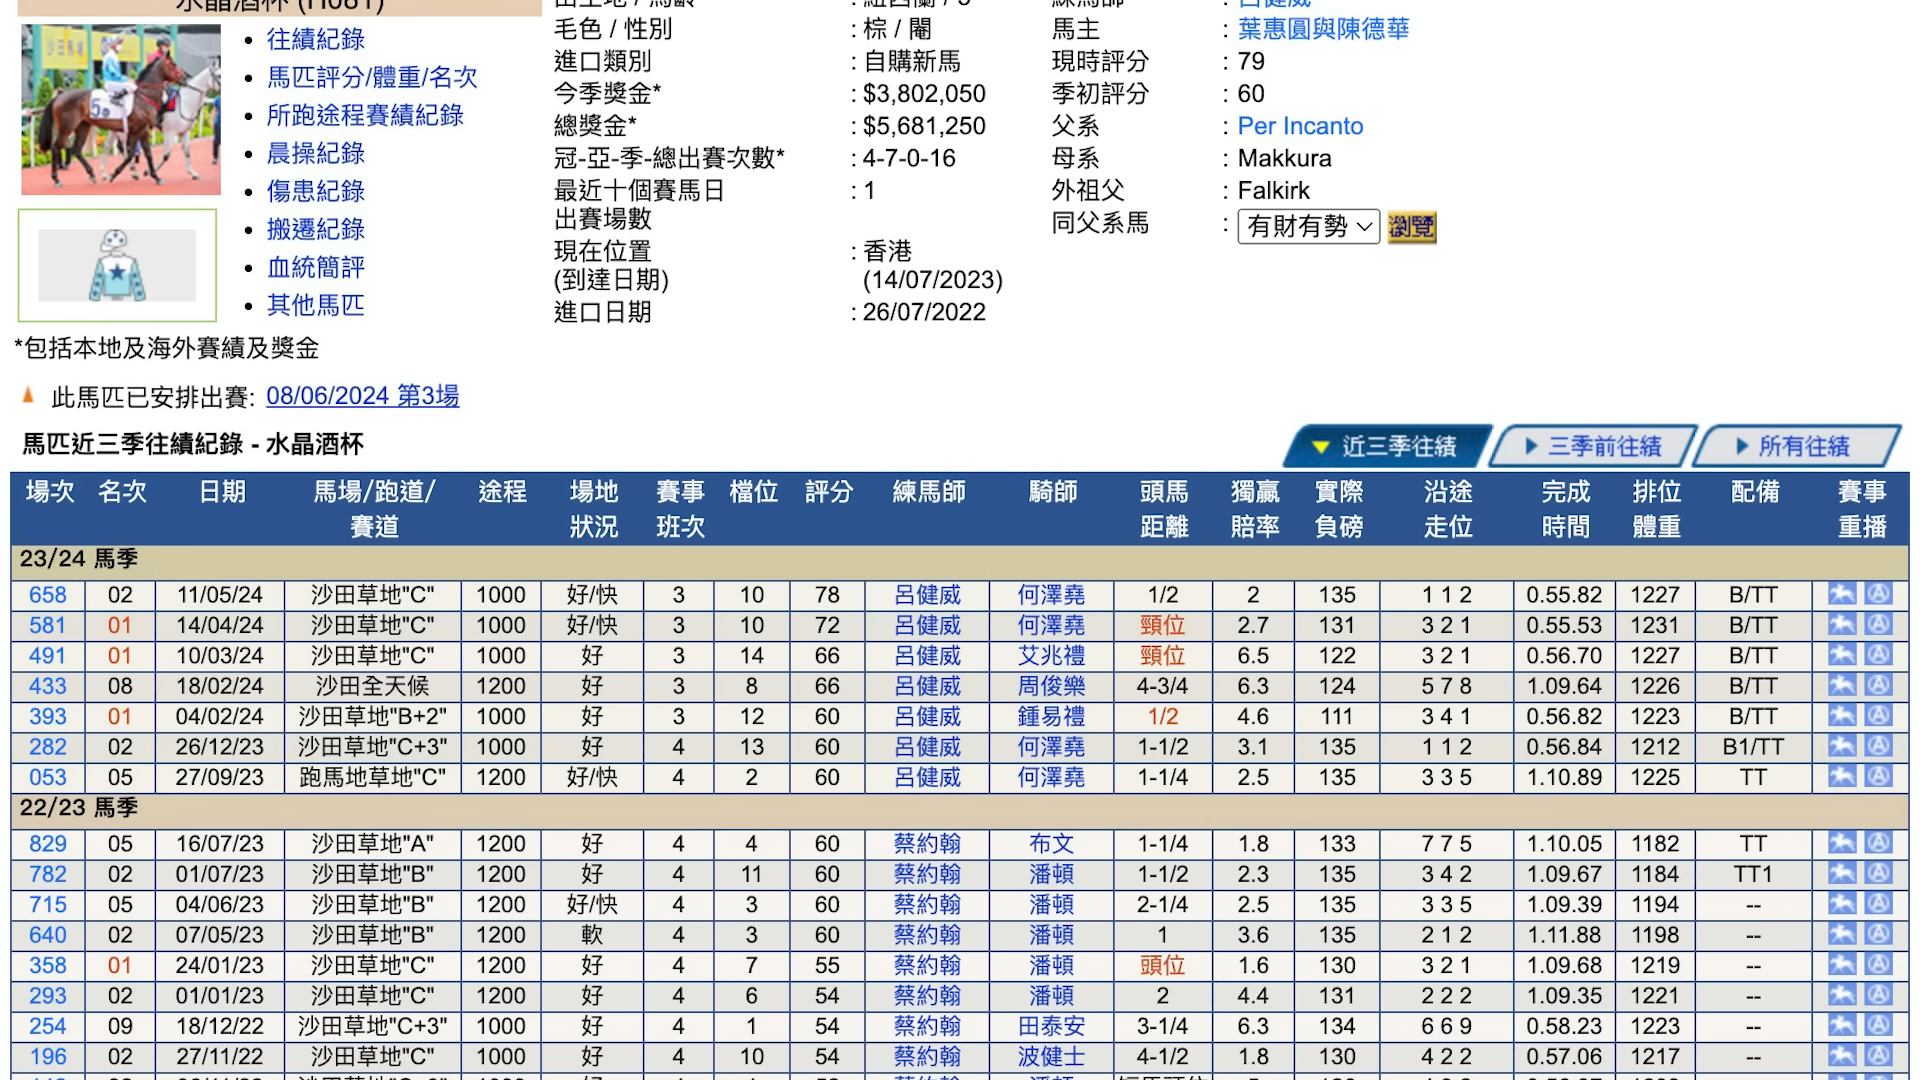 水晶酒杯 (H061)
往績紀錄
馬匹評分/體重/名次
所跑途程賽績紀錄
晨操紀錄
傷患紀錄
搬遷紀錄
血統簡評
其他馬匹
毛色 / 性別 : 棕 / 閹
進口類別 : 自購新馬
今季獎金* : $3,802,050
總獎金* : $5,681,250
冠-亞-季-總出賽次數* : 4-7-0-16
最近十個賽馬日 : 1
出賽場數
現在位置 : 香港
(到達日期) (14/07/2023)
進口日期 : 26/07/2022
馬主 : 葉惠圓與陳德華
現時評分 : 79
季初評分 : 60
父系 : Per Incanto
母系 : Makkura
外祖父 : Falkirk
同父系馬 : 有財有勢 瀏覽
*包括本地及海外賽績及獎金
此馬匹已安排出賽: 08/06/2024 第3場
馬匹近三季往績紀錄 - 水晶酒杯
近三季往績 三季前往績 所有往績
場次 名次 日期 馬場/跑道/ 途程 場地 賽事 檔位 評分 練馬師 騎師 頭馬 獨贏 實際 沿途 完成 排位 配備 賽事
賽道 狀況 班次 距離 賠率 負磅 走位 時間 體重 重播
23/24 馬季
658 02 11/05/24 沙田草地"C" 1000 好/快 3 10 78 呂健威 何澤堯 1/2 2 135 1 1 2 0.55.82 1227 B/TT
581 01 14/04/24 沙田草地"C" 1000 好/快 3 10 72 呂健威 何澤堯 頸位 2.7 131 3 2 1 0.55.53 1231 B/TT
491 01 10/03/24 沙田草地"C" 1000 好 3 14 66 呂健威 艾兆禮 頸位 6.5 122 3 2 1 0.56.70 1227 B/TT
433 08 18/02/24 沙田全天候 1200 好 3 8 66 呂健威 周俊樂 4-3/4 6.3 124 5 7 8 1.09.64 1226 B/TT
393 01 04/02/24 沙田草地"B+2" 1000 好 3 12 60 呂健威 鍾易禮 1/2 4.6 111 3 4 1 0.56.82 1223 B/TT
282 02 26/12/23 沙田草地"C+3" 1000 好 4 13 60 呂健威 何澤堯 1-1/2 3.1 135 1 1 2 0.56.84 1212 B1/TT
053 05 27/09/23 跑馬地草地"C" 1200 好/快 4 2 60 呂健威 何澤堯 1-1/4 2.5 135 3 3 5 1.10.89 1225 TT
22/23 馬季
829 05 16/07/23 沙田草地"A" 1200 好 4 4 60 蔡約翰 布文 1-1/4 1.8 133 7 7 5 1.10.05 1182 TT
782 02 01/07/23 沙田草地"B" 1200 好 4 11 60 蔡約翰 潘頓 1-1/2 2.3 135 3 4 2 1.09.67 1184 TT1
715 05 04/06/23 沙田草地"B" 1200 好/快 4 3 60 蔡約翰 潘頓 2-1/4 2.5 135 3 3 5 1.09.39 1194 --
640 02 07/05/23 沙田草地"B" 1200 軟 4 3 60 蔡約翰 潘頓 1 3.6 135 2 1 2 1.11.88 1198 --
358 01 24/01/23 沙田草地"C" 1200 好 4 7 55 蔡約翰 潘頓 頭位 1.6 130 3 2 1 1.09.68 1219 --
293 02 01/01/23 沙田草地"C" 1200 好 4 6 54 蔡約翰 潘頓 2 4.4 131 2 2 2 1.09.35 1221 --
254 09 18/12/22 沙田草地"C+3" 1000 好 4 1 54 蔡約翰 田泰安 3-1/4 6.3 134 6 6 9 0.58.23 1223 --
196 02 27/11/22 沙田草地"C" 1000 好 4 10 54 蔡約翰 波健士 4-1/2 1.8 130 4 2 2 0.57.06 1217 --